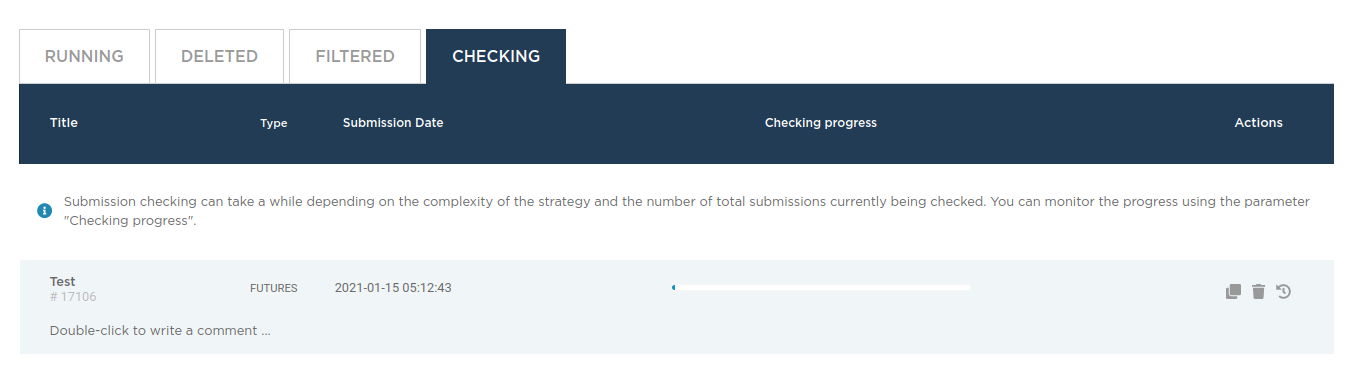 RUNNING DELETED FILTERED CHECKING
Title Type Submission Date Checking progress Actions
Submission checking can take a while depending on the complexity of the strategy and the number of total submissions currently being checked. You can monitor the progress using the parameter
"Checking progress".
Test
# 17106
FUTURES 2021-01-15 05:12:43
Double-click to write a comment ...